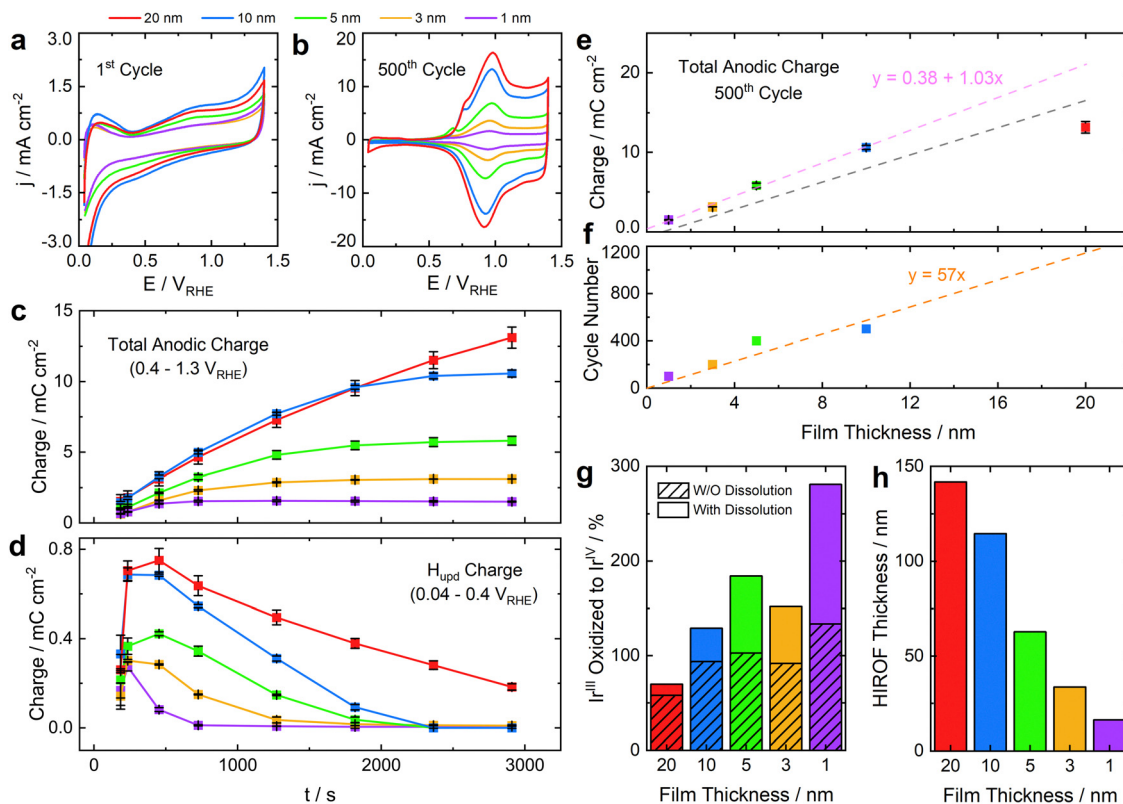 20 nm 10 nm 5 nm 3 nm 1 nm
a
3.0
1.5
0.0
-1.5
-3.0
j / mA cm⁻²
1ˢᵗ Cycle
0.0 0.5 1.0 1.5
E / V_RHE
b
20
10
0
-10
-20
j / mA cm⁻²
500ᵗʰ Cycle
0.0 0.5 1.0 1.5
E / V_RHE
c
15
10
5
0
Charge / mC cm⁻²
Total Anodic Charge
(0.4 - 1.3 V_RHE)
d
0.8
0.4
0.0
Charge / mC cm⁻²
H_upd Charge
(0.04 - 0.4 V_RHE)
0 1000 2000 3000
t / s
e
20
10
0.0
Charge / mC cm⁻²
Total Anodic Charge
500ᵗʰ Cycle
y = 0.38 + 1.03x
f
1200
800
400
0
Cycle Number
y = 57x
0 4 8 12 16 20
Film Thickness / nm
g
300
250
200
150
100
50
0
Irᴵᴵᴵ Oxidized to Irᴵⱽ / %
W/O Dissolution
With Dissolution
20 10 5 3 1
Film Thickness / nm
h
150
100
50
0
HIROF Thickness / nm
20 10 5 3 1
Film Thickness / nm